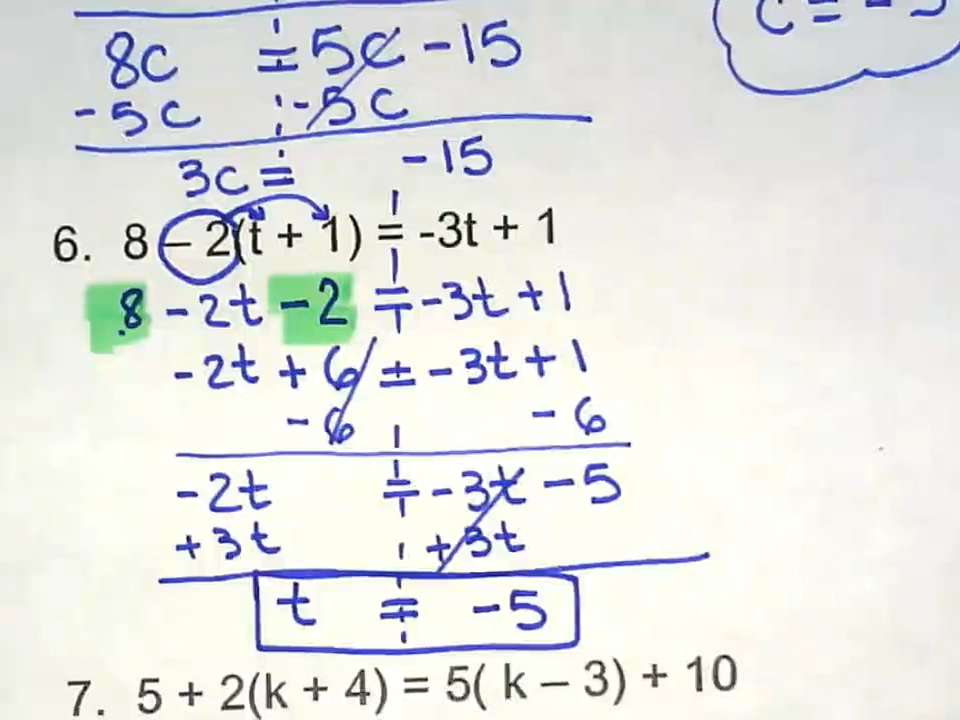 8c = 5c - 15
-5c -5c
3c = -15
6. 8 – 2(t + 1) = -3t + 1
8 - 2t - 2 = -3t + 1
-2t + 6 = -3t + 1
-6 -6
-2t = -3t - 5
+3t +3t
t = -5
7. 5 + 2(k + 4) = 5( k – 3) + 10